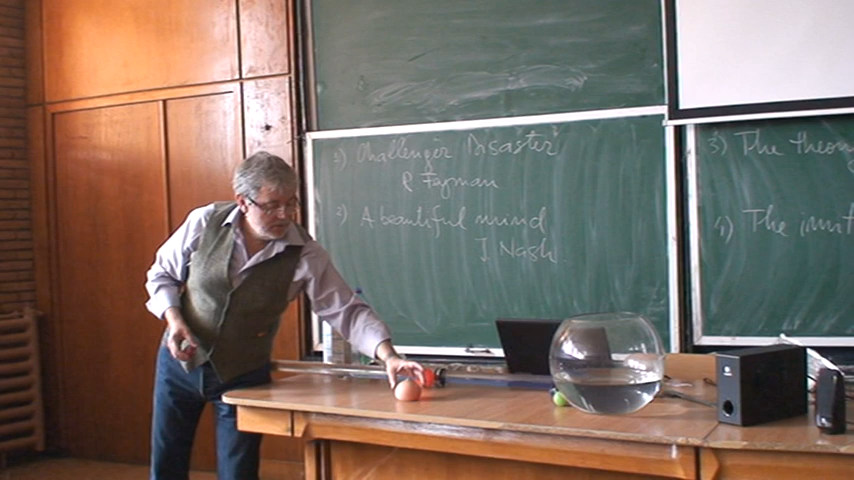 1) Challenger Disaster
R Feynman
2) A beautiful mind
J. Nash
3) The theory
4) The imit